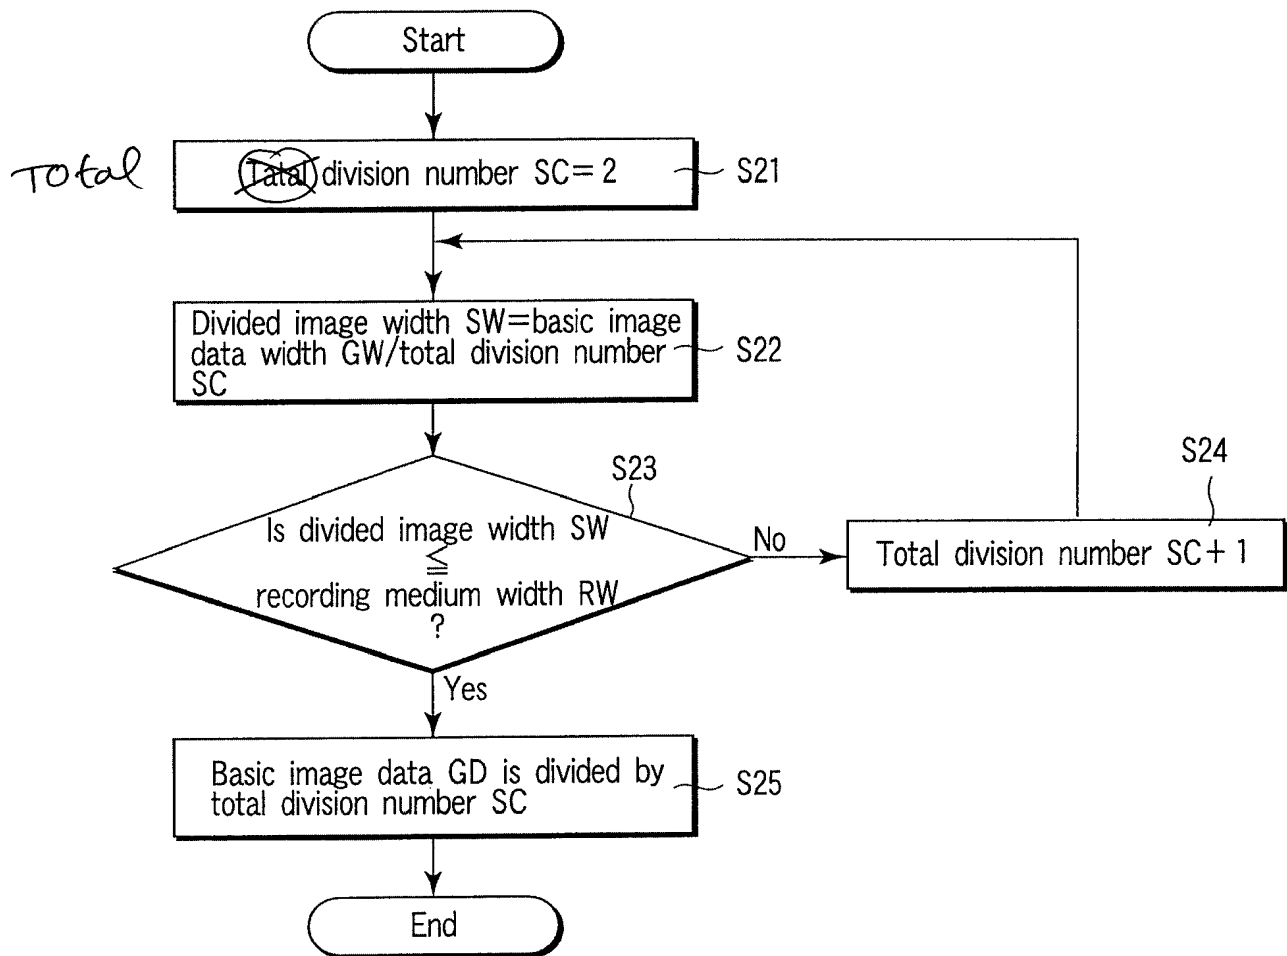 Start
Total
Tatal division number SC=2
S21
Divided image width SW=basic image
data width GW/total division number
SC
S22
S23
Is divided image width SW
≦
recording medium width RW
?
No
S24
Total division number SC+1
Yes
Basic image data GD is divided by
total division number SC
S25
End